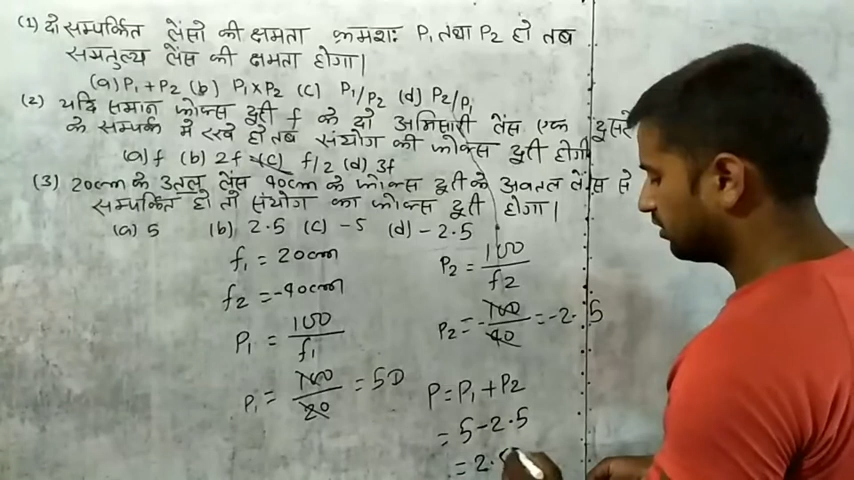 (1) दो सम्पर्कित लेंसो की क्षमता क्रमशः P₁ तथा P₂ हो तब
समतुल्य लेंस की क्षमता होगा।
(a) P₁+P₂ (b) P₁×P₂ (c) P₁/P₂ (d) P₂/P₁
(2) यदि समान फोकस दूरी f के दो अभिसारी लेंस एक दूसरे
के सम्पर्क में रखे हो तब संयोग की फोकस दूरी होगी
(a) f (b) 2f (c) f/2 (d) 3f
(3) 20cm के उत्तल लेंस 40cm के फोकस दूरी के अवतल लेंस से
सम्पर्कित हो तो संयोग का फोकस दूरी होगा।
(a) 5 (b) 2.5 (c) -5 (d) -2.5
f₁ = 20cm
f₂ = -40cm
P₁ = 100/f₁
P₁ = 100/20 = 5D
P₂ = 100/f₂
P₂ = -100/40 = -2.5
P = P₁ + P₂
= 5 - 2.5
= 2.5